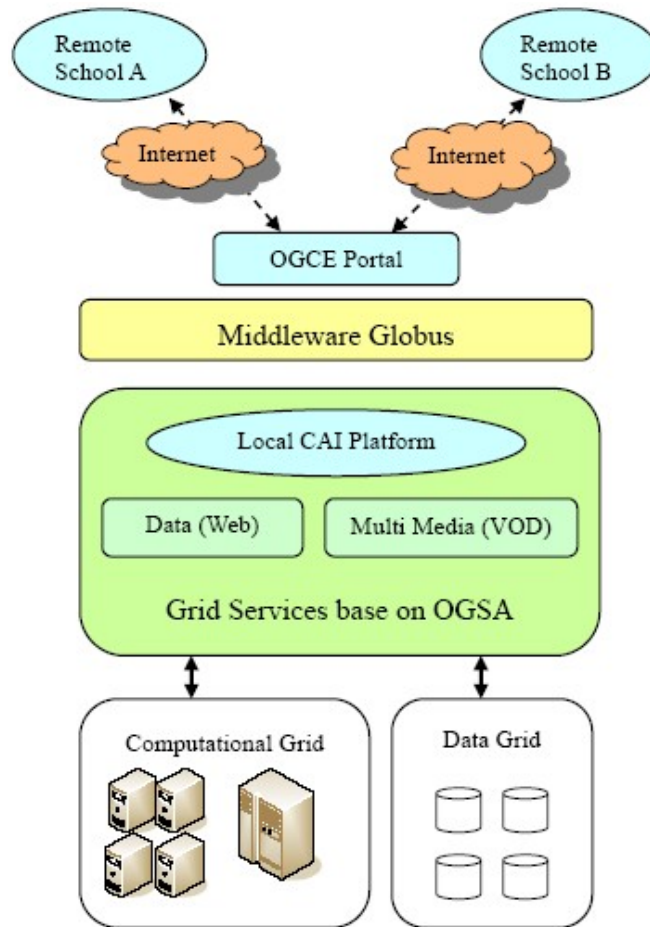 Remote
School A
Remote
School B
Internet
Internet
OGCE Portal
Middleware Globus
Local CAI Platform
Data (Web)
Multi Media (VOD)
Grid Services base on OGSA
Computational Grid
Data Grid